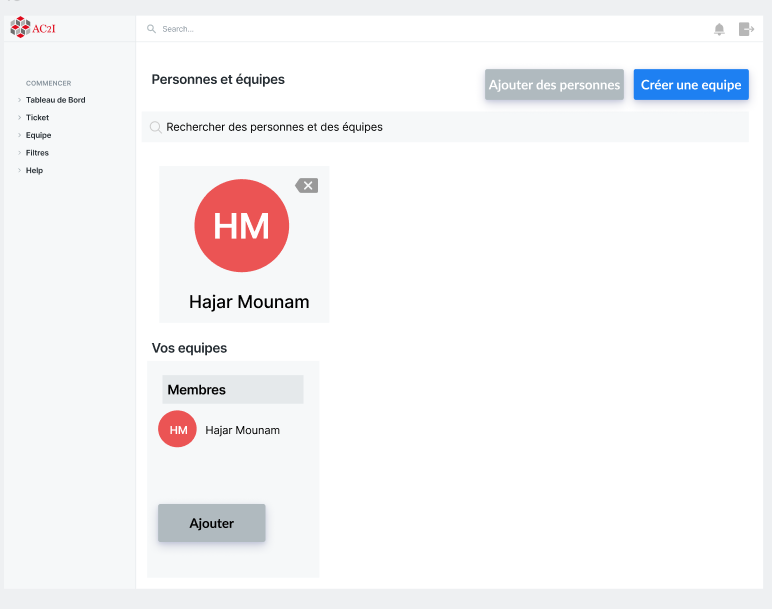 AC2I
Search...
COMMENCER
Tableau de Bord
Ticket
Equipe
Filtres
Help
Personnes et équipes
Ajouter des personnes
Créer une equipe
Rechercher des personnes et des équipes
HM
Hajar Mounam
Vos equipes
Membres
HM
Hajar Mounam
Ajouter